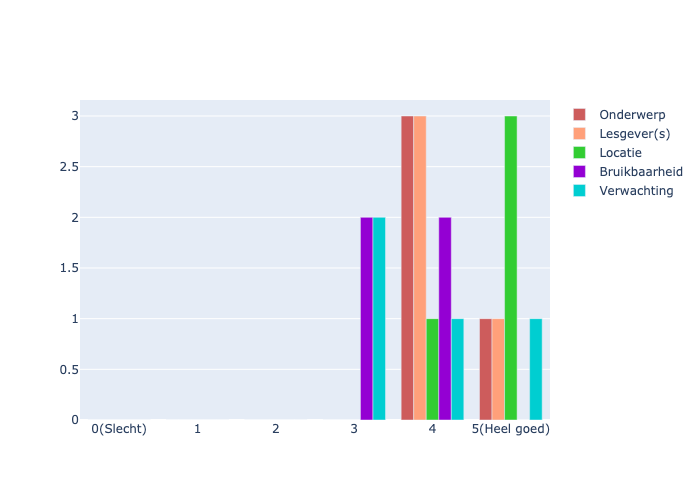 3
2.5
2
1.5
1
0.5
0
0(Slecht)
1
2
3
4
5(Heel goed)
Onderwerp
Lesgever(s)
Locatie
Bruikbaarheid
Verwachting